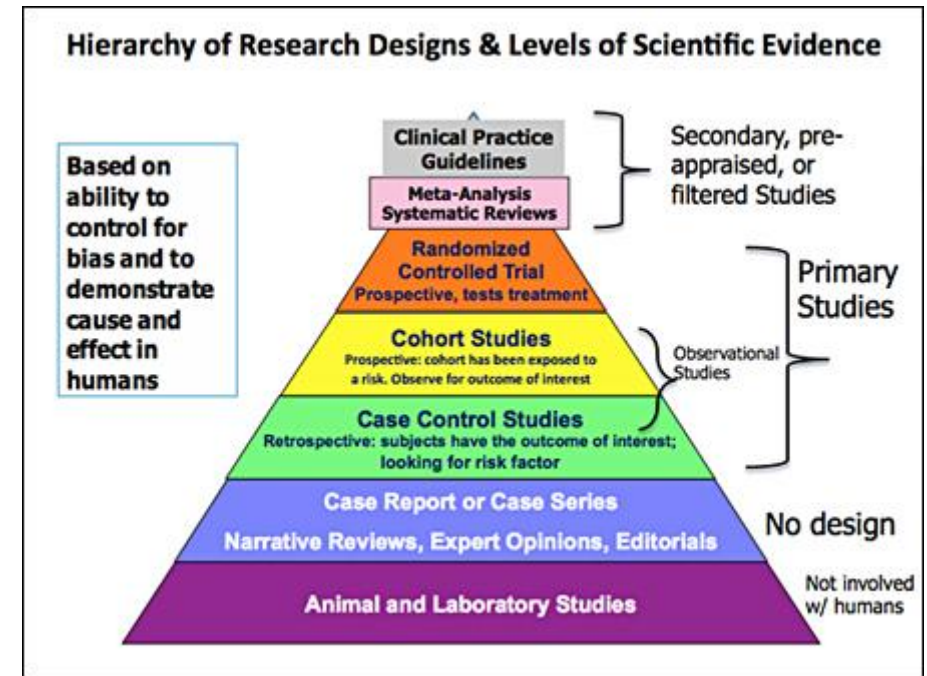 Hierarchy of Research Designs & Levels of Scientific Evidence
Based on
ability to
control for
bias and to
demonstrate
cause and
effect in
humans
Clinical Practice
Guidelines
Meta-Analysis
Systematic Reviews
Secondary, pre-
appraised, or
filtered Studies
Randomized
Controlled Trial
Prospective, tests treatment
Primary
Studies
Cohort Studies
Prospective: cohort has been exposed to
a risk. Observe for outcome of interest
Observational
Studies
Case Control Studies
Retrospective: subjects have the outcome of interest;
looking for risk factor
Case Report or Case Series
Narrative Reviews, Expert Opinions, Editorials
No design
Animal and Laboratory Studies
Not involved
w/ humans